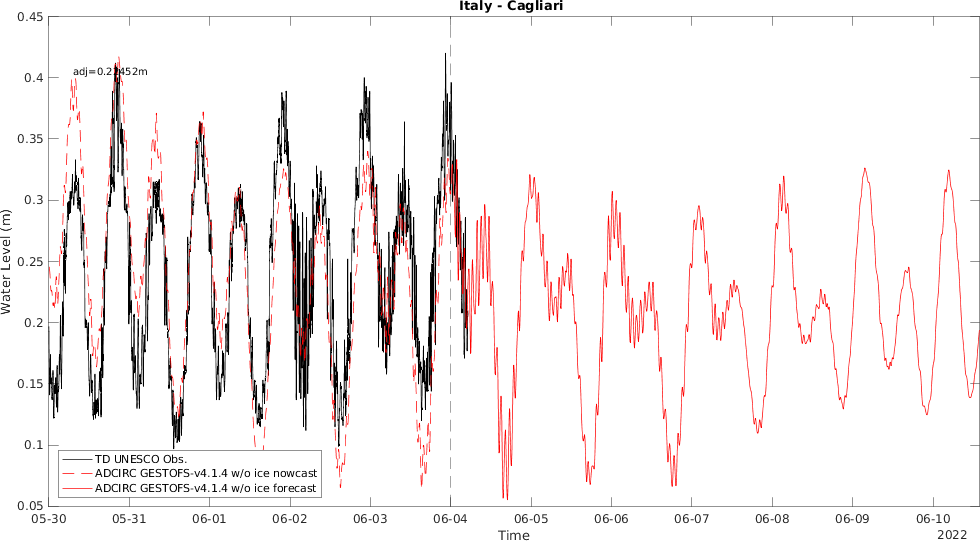 Italy - Cagliari
0.45
0.4
0.35
0.3
0.25
0.2
0.15
0.1
0.05
Water Level (m)
TD UNESCO Obs.
ADCIRC GESTOFS-v4.1.4 w/o ice nowcast
ADCIRC GESTOFS-v4.1.4 w/o ice forecast
05-30 05-31 06-01 06-01 06-02 06-03 06-04 06-05 06-06 06-07 06-08 06-09 06-10
Time
2022